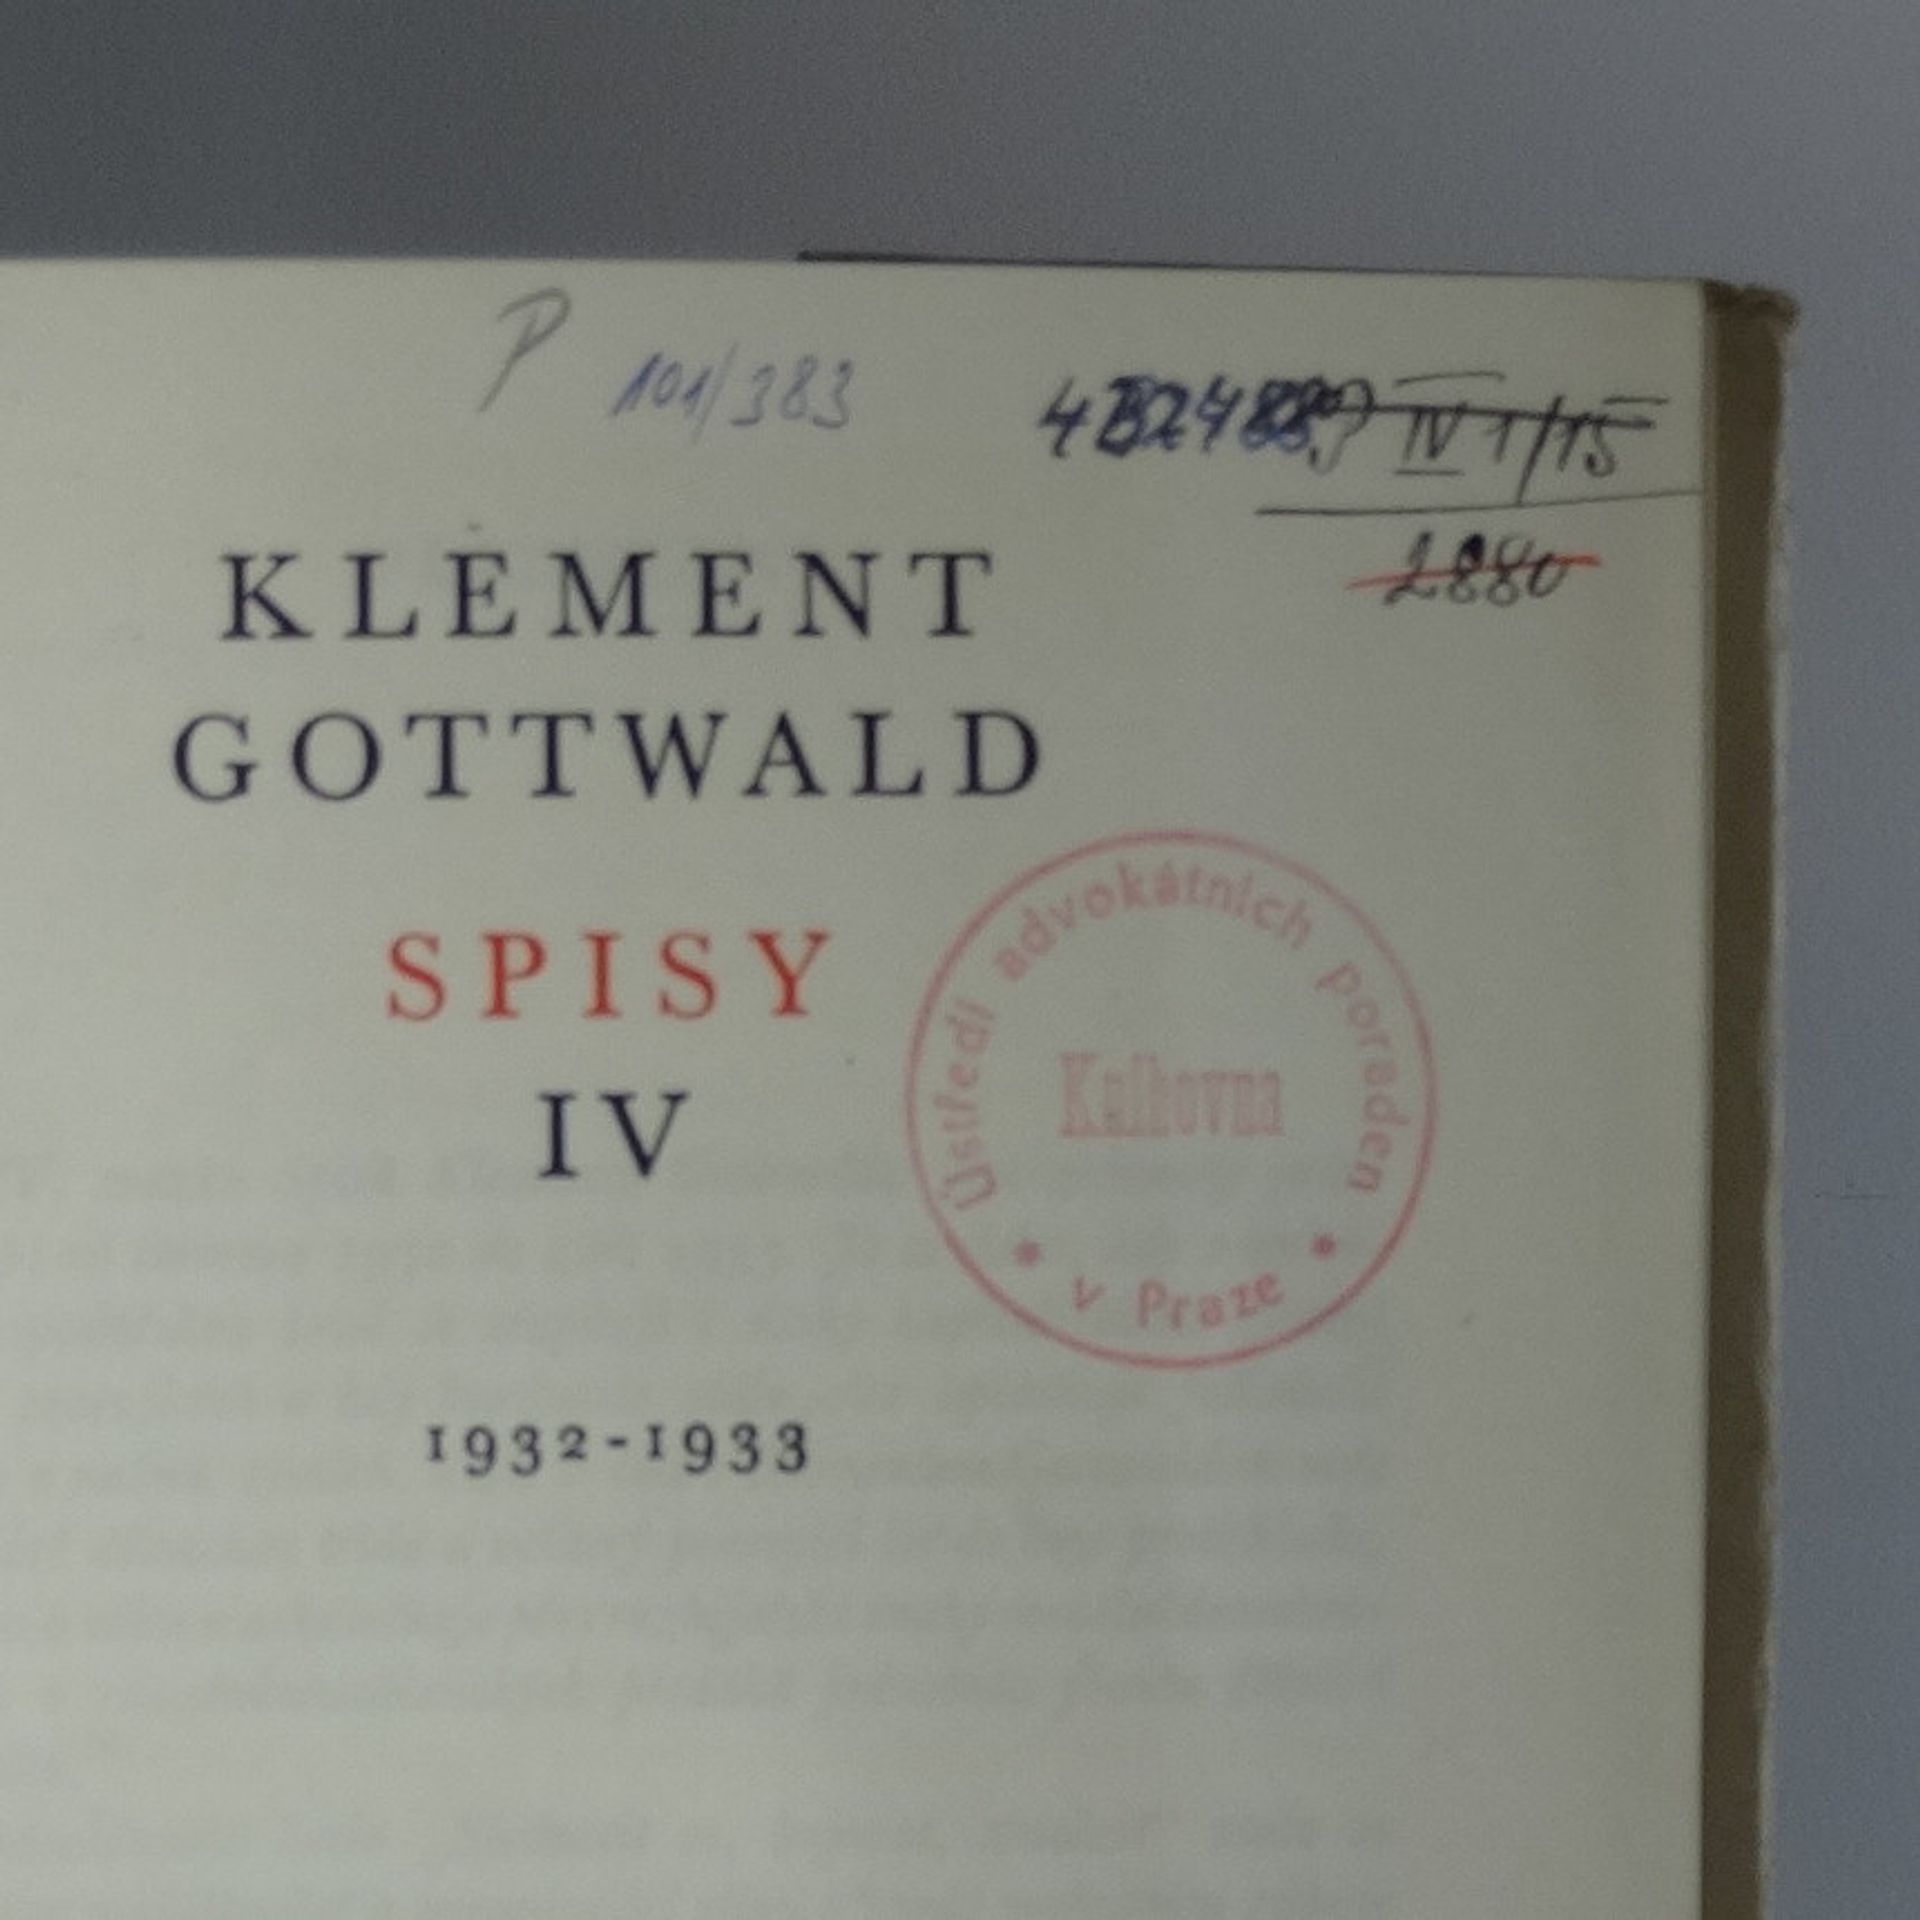 P 101/383
IV 1/15
2880
KLEMENT
GOTTWALD
SPISY
IV
Ústředí advokátních poraden
Knihovna
v Praze
1932-1933